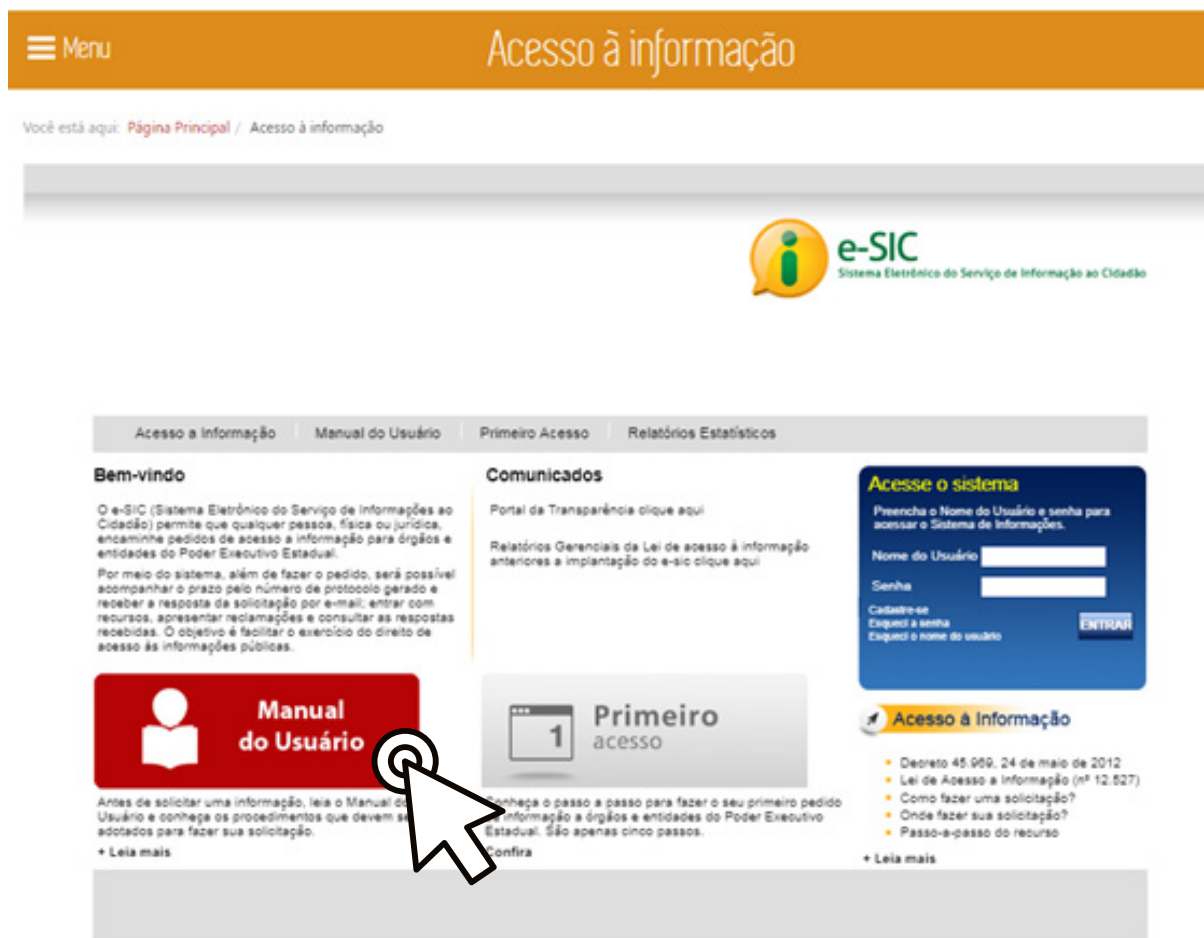 Menu
Acesso à informação
Você está aqui: Página Principal / Acesso à informação
e-SIC
Sistema Eletrônico do Serviço de Informação ao Cidadão
Acesso a Informação
Manual do Usuário
Primeiro Acesso
Relatórios Estatísticos
Bem-vindo
O e-SIC (Sistema Eletrônico do Serviço de Informações ao
Cidadão) permite que qualquer pessoa, física ou jurídica,
encaminhe pedidos de acesso a informação para órgãos e
entidades do Poder Executivo Estadual.
Por meio do sistema, além de fazer o pedido, será possível
acompanhar o prazo pelo número de protocolo gerado e
receber a resposta da solicitação por e-mail; entrar com
recursos, apresentar reclamações e consultar as respostas
recebidas. O objetivo é facilitar o exercício do direito de
acesso às informações públicas.
Manual
do Usuário
Antes de solicitar uma informação, leia o Manual do
Usuário e conheça os procedimentos que devem se
adotados para fazer sua solicitação.
+ Leia mais
Comunicados
Portal da Transparência clique aqui
Relatórios Gerenciais da Lei de acesso à informação
anteriores a implantação do e-sic clique aqui
1
Primeiro
acesso
Conheça o passo a passo para fazer o seu primeiro pedido
informação a órgãos e entidades do Poder Executivo
Estadual. São apenas cinco passos.
Confira
Acesse o sistema
Preencha o Nome do Usuário e senha para
acessar o Sistema de Informações.
Nome do Usuário
Senha
Cadastre-se
Esqueci a senha
Esqueci o nome do usuário
ENTRAR
Acesso à Informação
Decreto 45.969, 24 de maio de 2012
Lei de Acesso a Informação (nº 12.527)
Como fazer uma solicitação?
Onde fazer sua solicitação?
Passo-a-passo do recurso
+ Leia mais